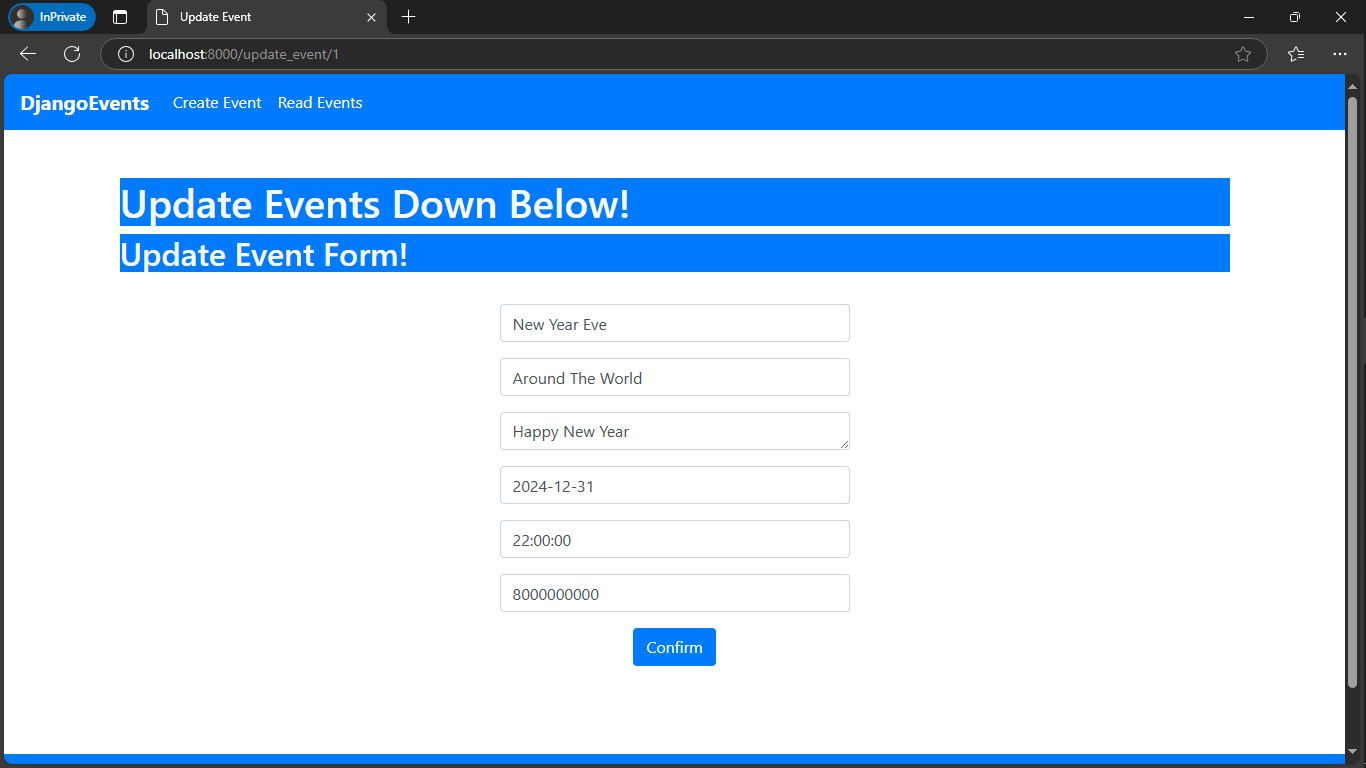 InPrivate
Update Event
localhost:8000/update_event/1
DjangoEvents Create Event Read Events
Update Events Down Below!
Update Event Form!
New Year Eve
Around The World
Happy New Year
2024-12-31
22:00:00
8000000000
Confirm